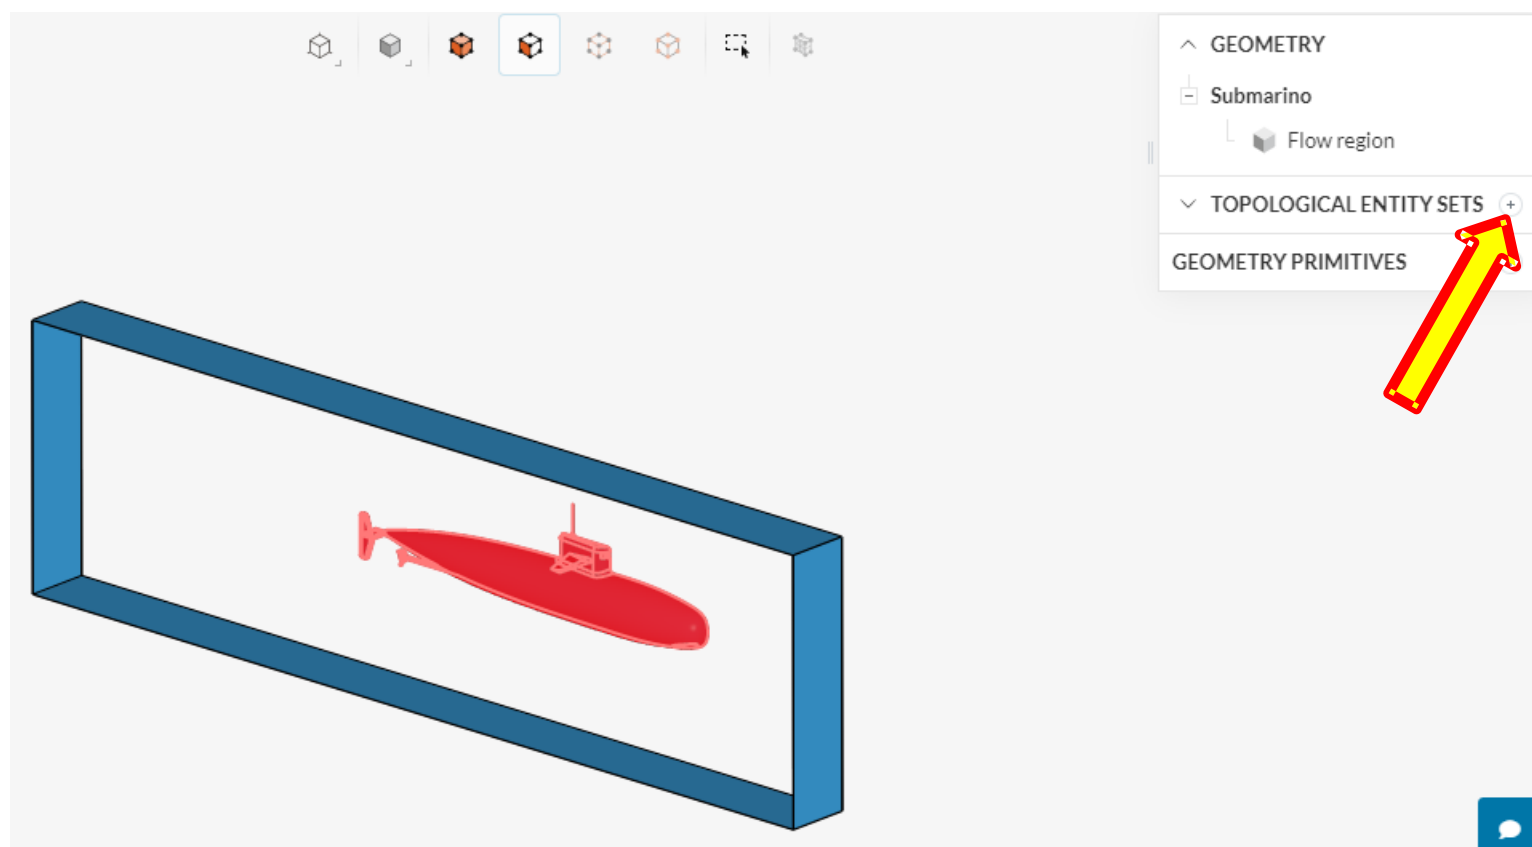 GEOMETRY
Submarino
Flow region
TOPOLOGICAL ENTITY SETS
GEOMETRY PRIMITIVES